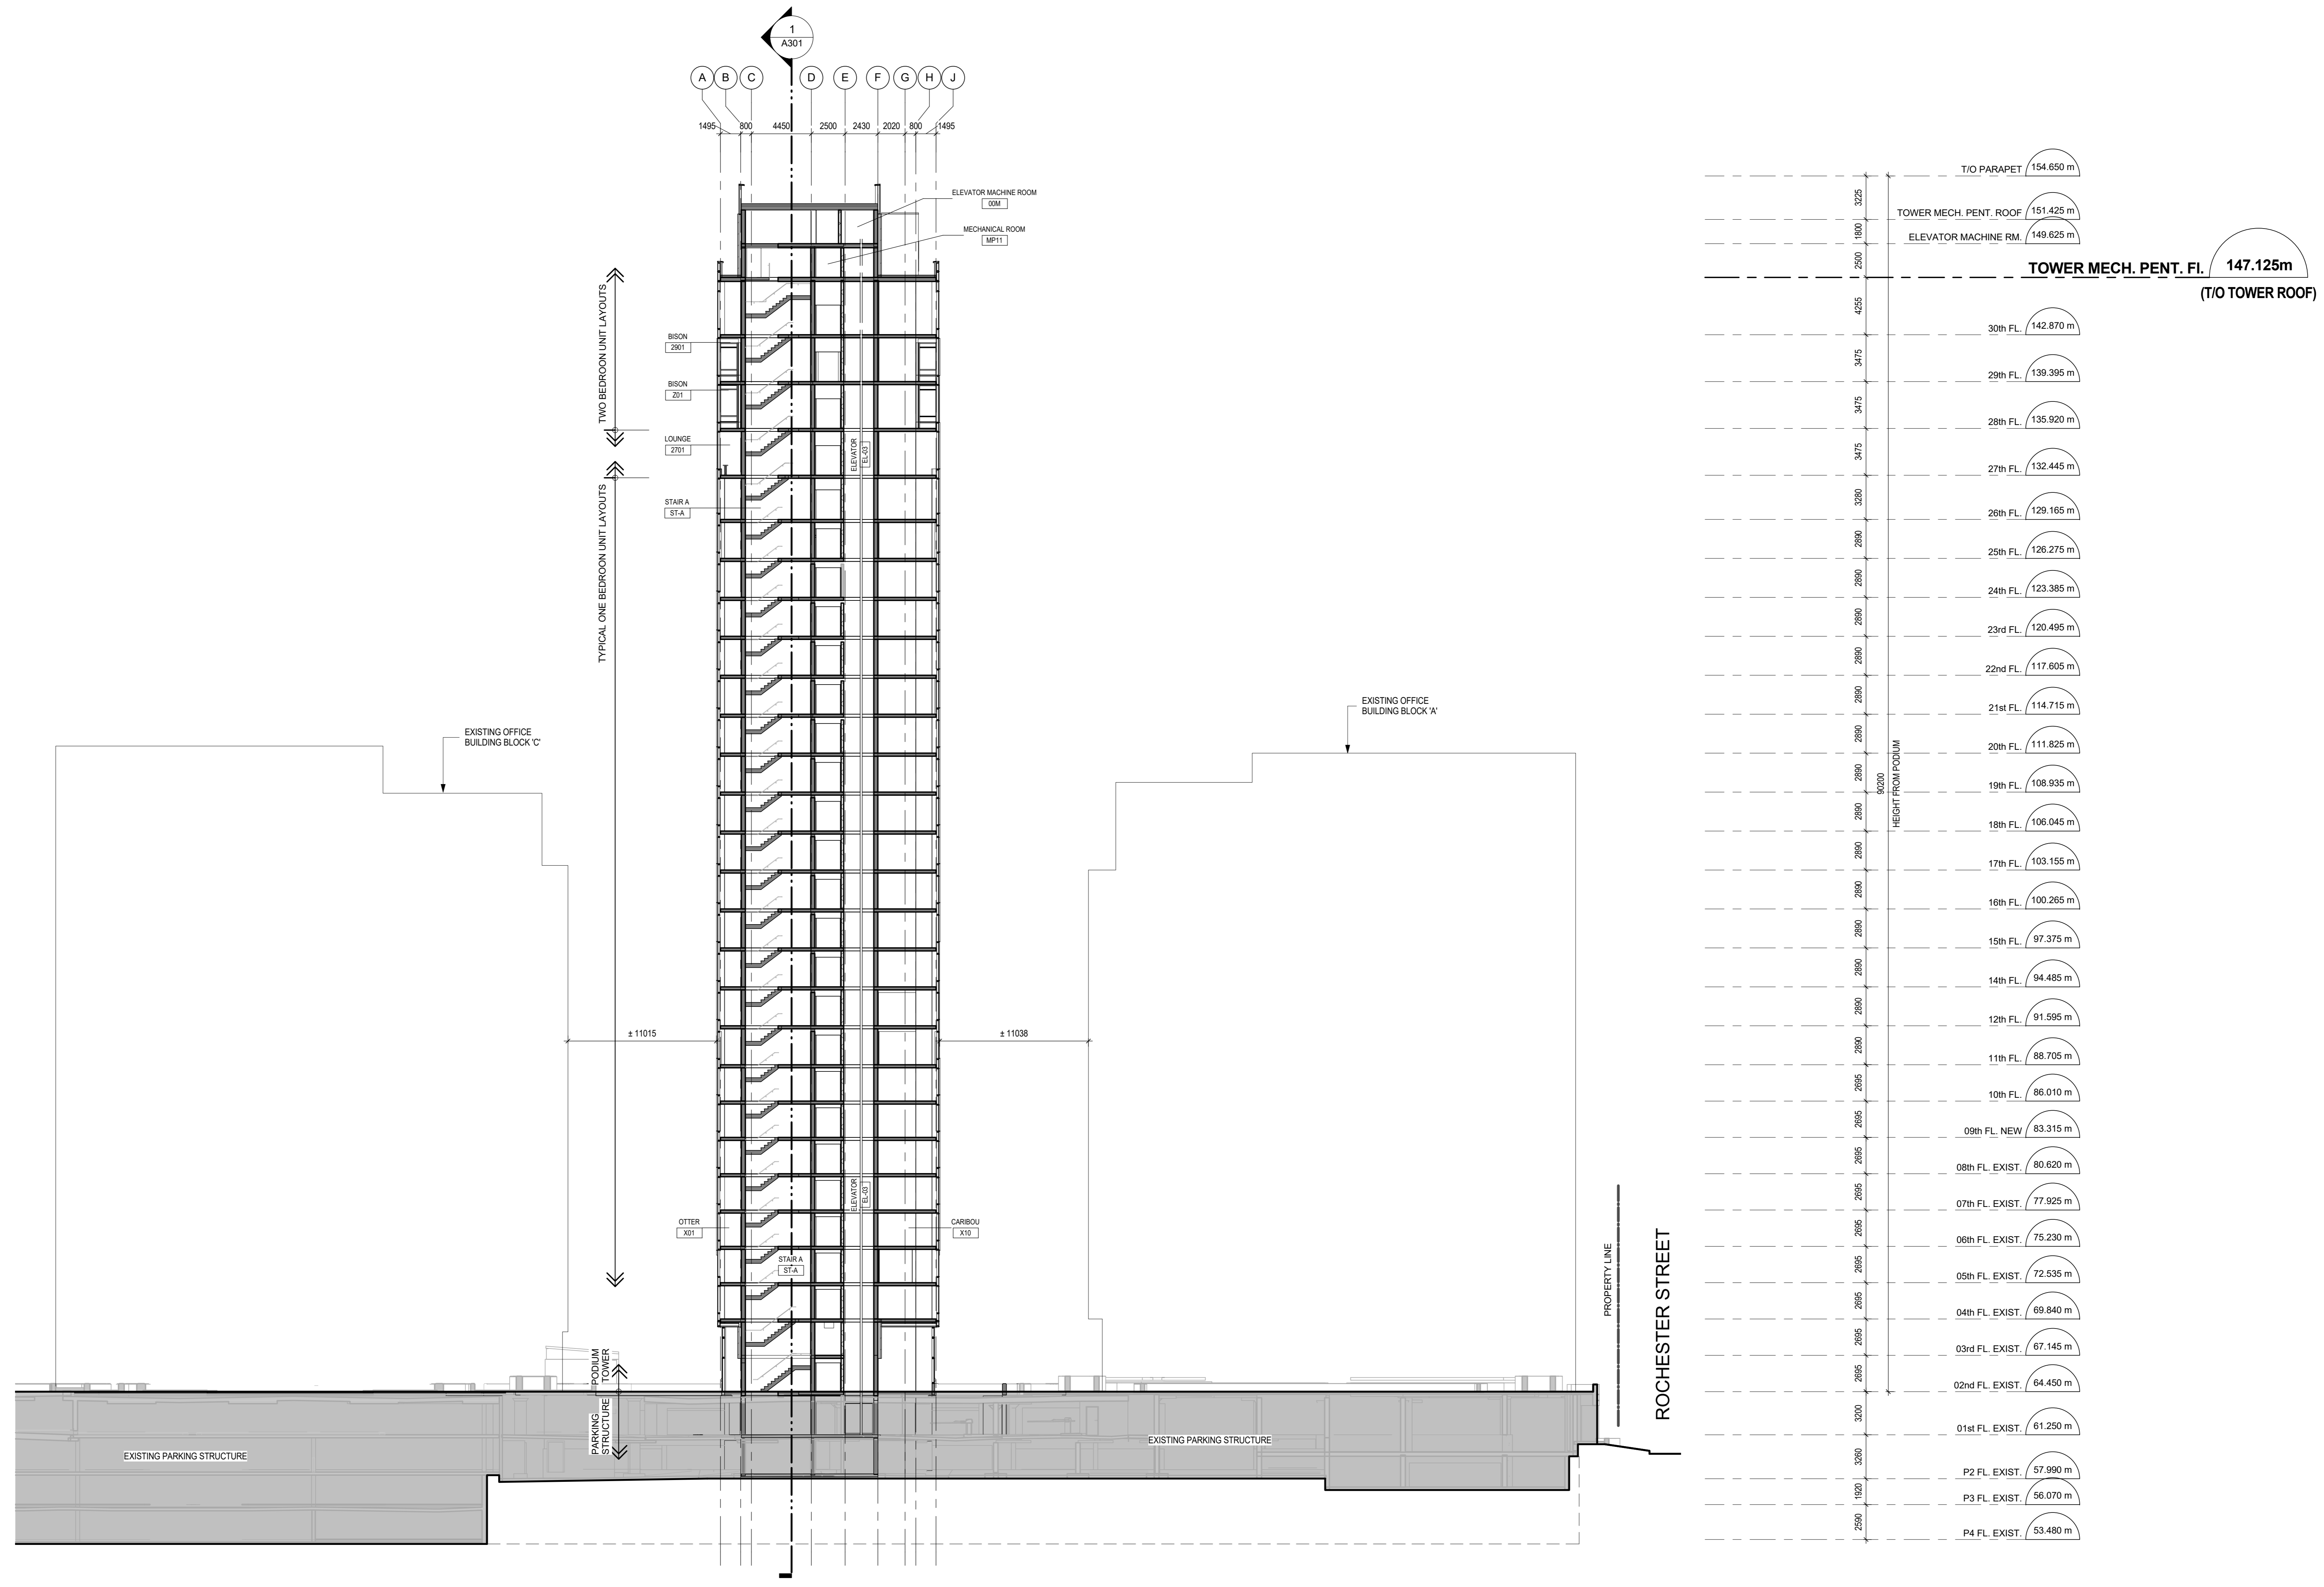 1
A301
A B C D E F G H J
1495 800 4450 2500 2430 2020 800 1495
ELEVATOR MACHINE ROOM
00M
MECHANICAL ROOM
MP11
TWO BEDROON UNIT LAYOUTS
BISON
2901
BISON
Z01
LOUNGE
2701
ELEVATOR
EL-03
STAIR A
ST-A
TYPICAL ONE BEDROON UNIT LAYOUTS
EXISTING OFFICE
BUILDING BLOCK 'C'
EXISTING OFFICE
BUILDING BLOCK 'A'
± 11015
± 11038
ELEVATOR
EL-03
OTTER
X01
CARIBOU
X10
STAIR A
ST-A
PODIUM
TOWER
PARKING
STRUCTURE
EXISTING PARKING STRUCTURE
EXISTING PARKING STRUCTURE
PROPERTY LINE
ROCHESTER STREET
T/O PARAPET 154.650 m
3225
TOWER MECH. PENT. ROOF 151.425 m
1800
ELEVATOR MACHINE RM. 149.625 m
2500
TOWER MECH. PENT. Fl. 147.125m
(T/O TOWER ROOF)
4255
30th FL. 142.870 m
3475
29th FL. 139.395 m
3475
28th FL. 135.920 m
3475
27th FL. 132.445 m
3280
26th FL. 129.165 m
2890
25th FL. 126.275 m
2890
24th FL. 123.385 m
2890
23rd FL. 120.495 m
2890
22nd FL. 117.605 m
2890
21st FL. 114.715 m
2890
20th FL. 111.825 m
2890
90200
HEIGHT FROM PODIUM
19th FL. 108.935 m
2890
18th FL. 106.045 m
2890
17th FL. 103.155 m
2890
16th FL. 100.265 m
2890
15th FL. 97.375 m
2890
14th FL. 94.485 m
2890
12th FL. 91.595 m
2890
11th FL. 88.705 m
2695
10th FL. 86.010 m
2695
09th FL. NEW 83.315 m
2695
08th FL. EXIST. 80.620 m
2695
07th FL. EXIST. 77.925 m
2695
06th FL. EXIST. 75.230 m
2695
05th FL. EXIST. 72.535 m
2695
04th FL. EXIST. 69.840 m
2695
03rd FL. EXIST. 67.145 m
2695
02nd FL. EXIST. 64.450 m
3200
01st FL. EXIST. 61.250 m
3260
P2 FL. EXIST. 57.990 m
1920
P3 FL. EXIST. 56.070 m
2590
P4 FL. EXIST. 53.480 m